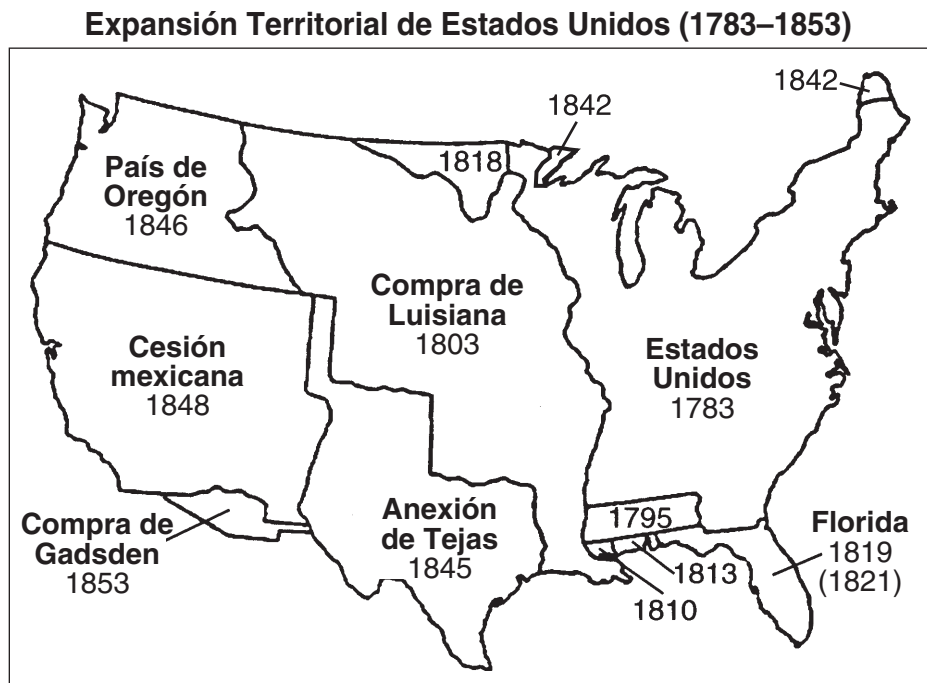 Expansión Territorial de Estados Unidos (1783–1853)
1842
1842
1818
País de
Oregón
1846
Compra de
Luisiana
1803
Cesión
mexicana
1848
Estados
Unidos
1783
Compra de
Gadsden
1853
Anexión
de Tejas
1845
1795
1813
1810
Florida
1819
(1821)